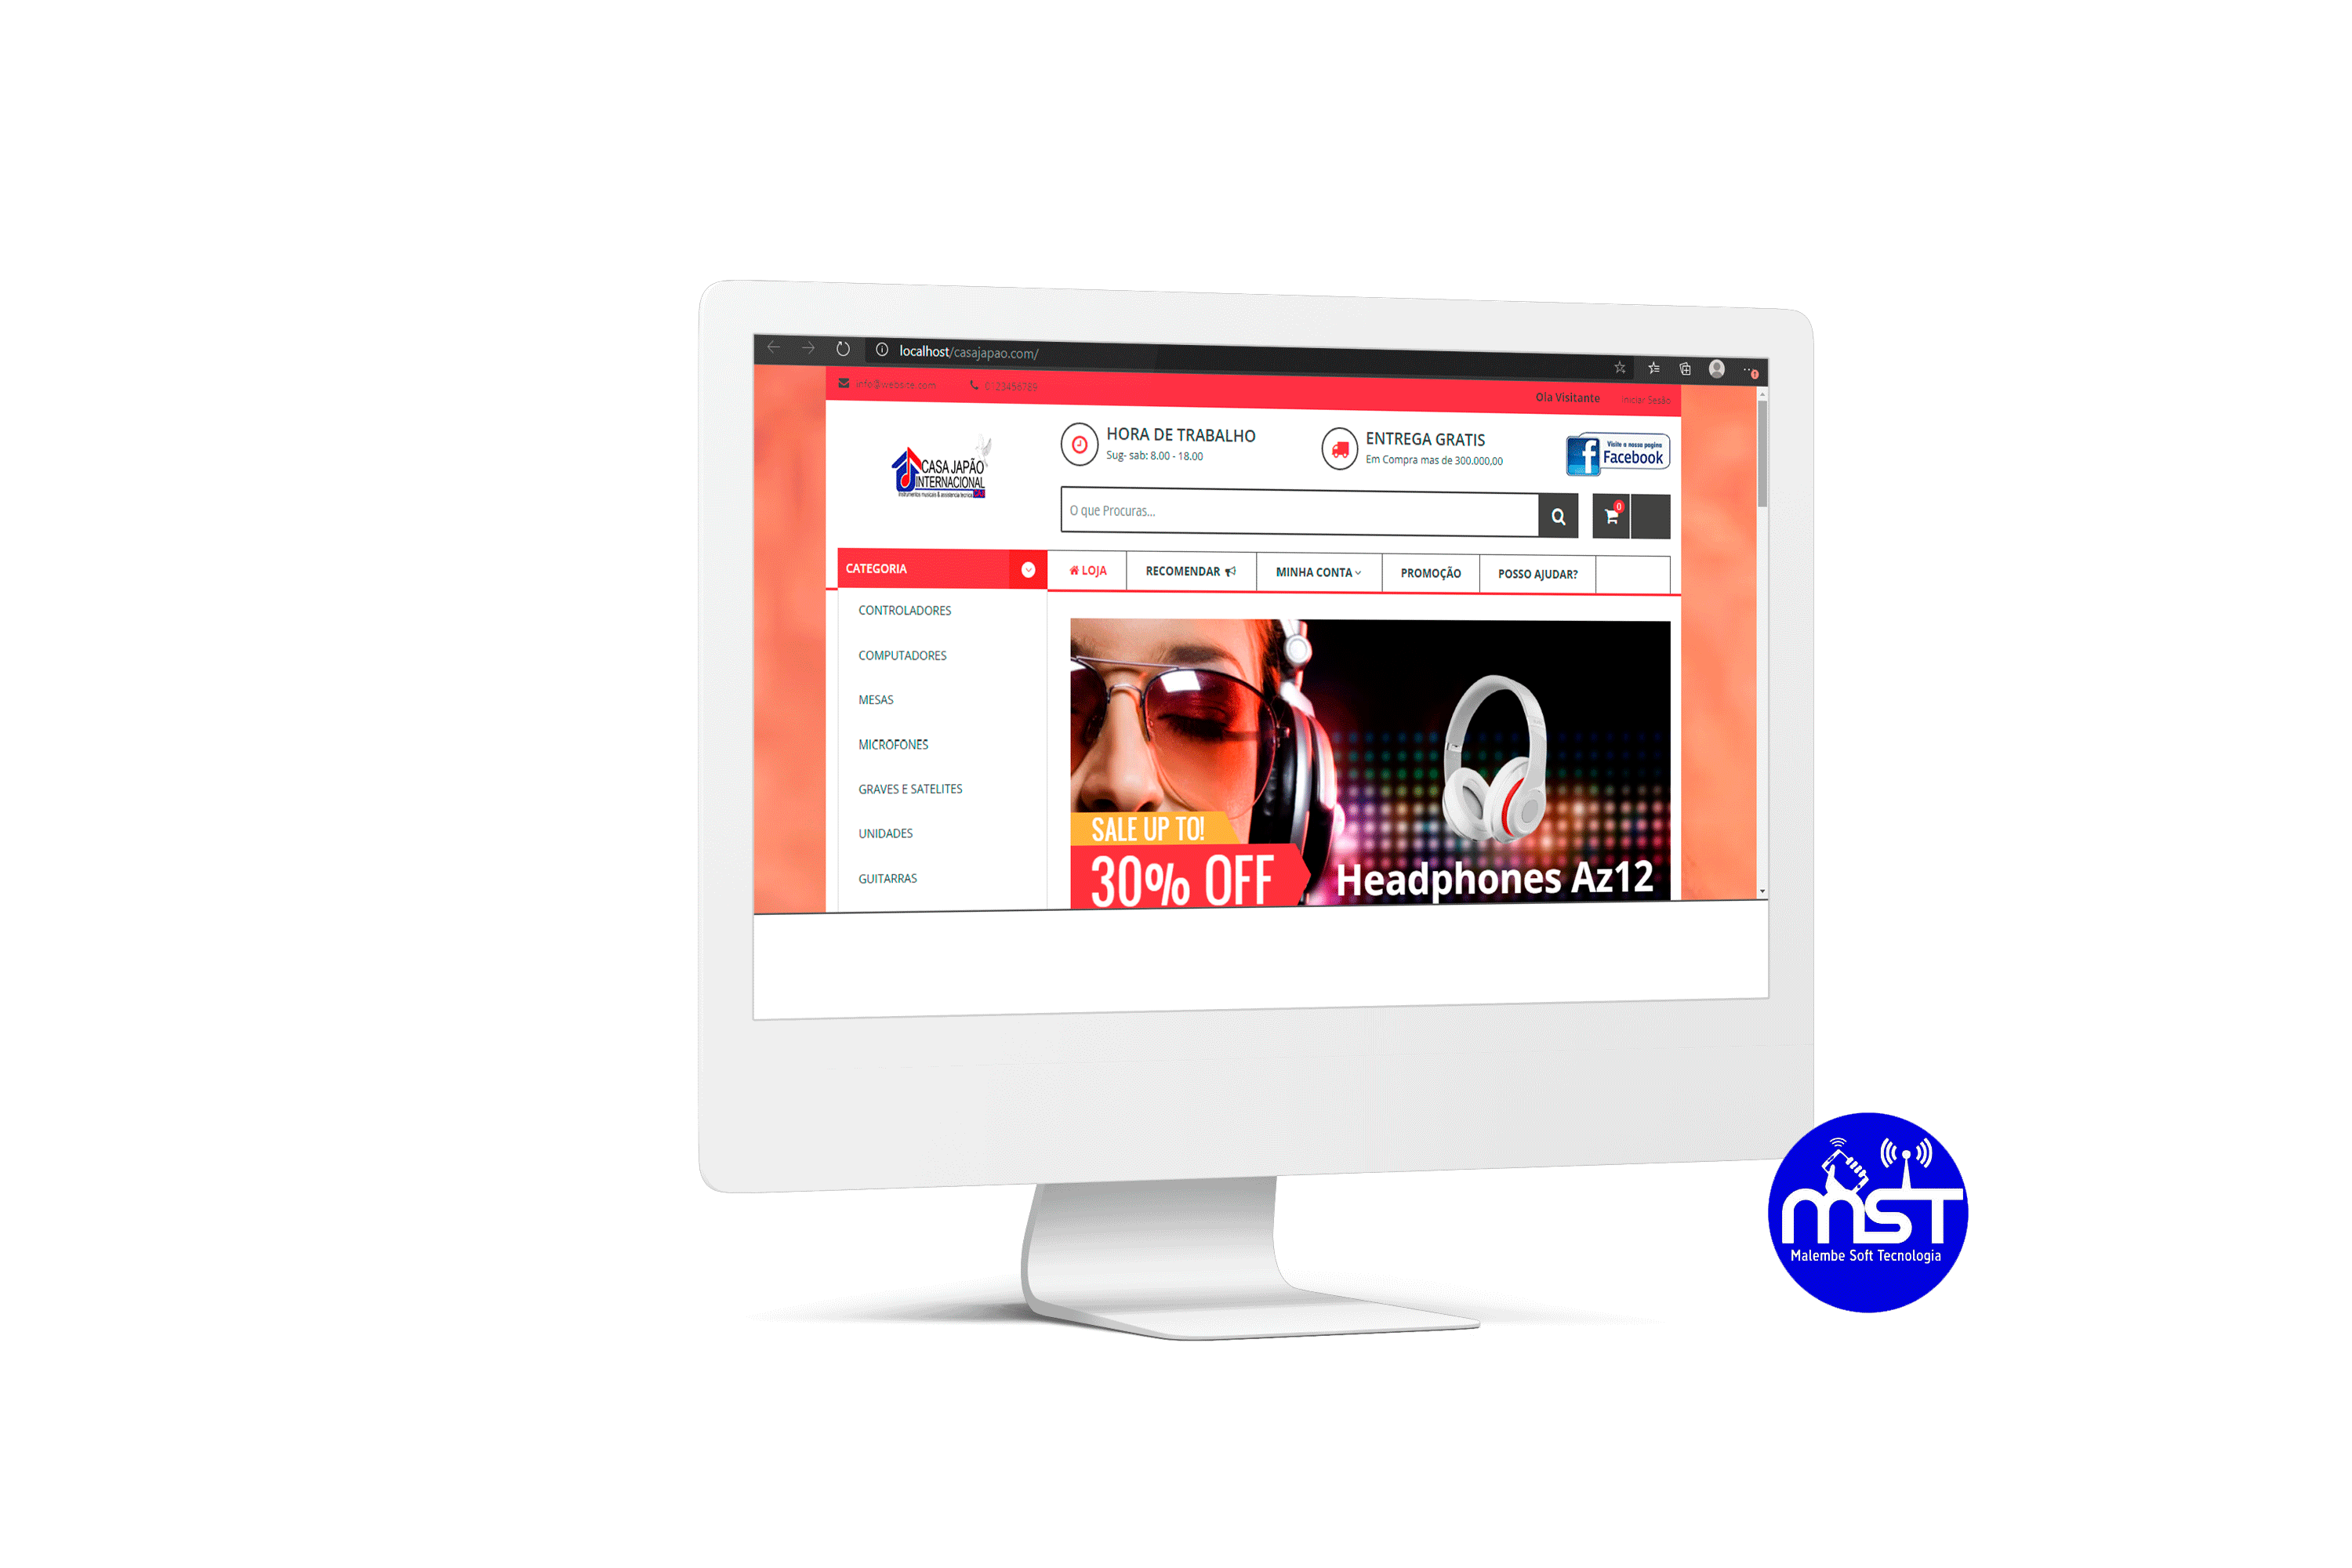 localhost/casajapao.com/
info@website.com
0123456789
Ola Visitante
Iniciar Sesão
CASA JAPÃO
INTERNACIONAL
instrumentos musicais & assistencia tecnica
HORA DE TRABALHO
Sug- sab: 8.00 - 18.00
ENTREGA GRATIS
Em Compra mas de 300.000,00
Visite a nossa pagina
Facebook
O que Procuras...
0
CATEGORIA
LOJA
RECOMENDAR
MINHA CONTA
PROMOÇÃO
POSSO AJUDAR?
CONTROLADORES
COMPUTADORES
MESAS
MICROFONES
GRAVES E SATELITES
UNIDADES
GUITARRAS
SALE UP TO!
30% OFF
Headphones Az12
MST
Malembe Soft Tecnologia